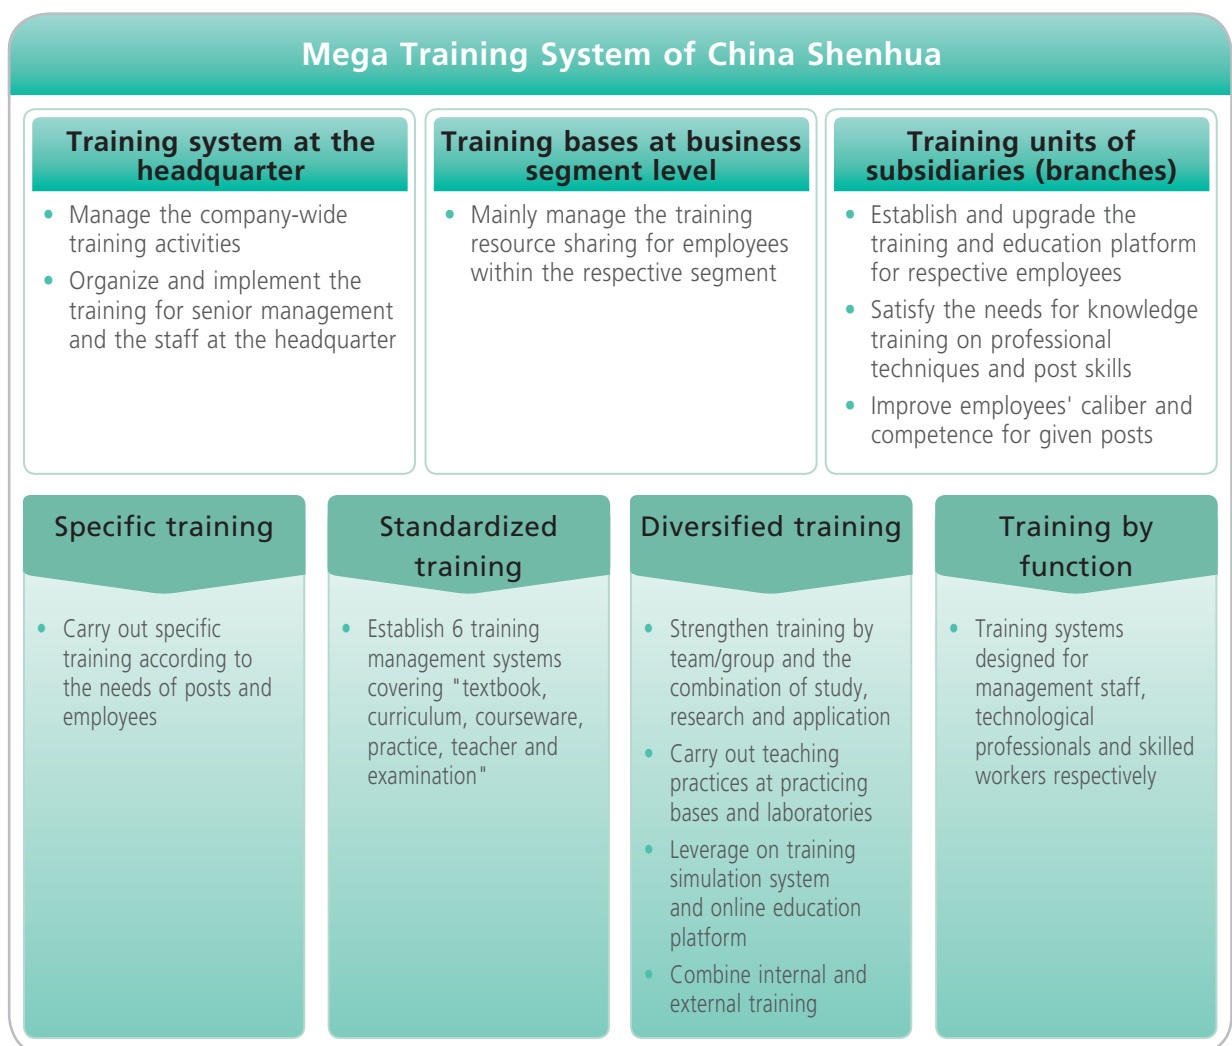 Mega Training System of China Shenhua
Training system at the
headquarter
• Manage the company-wide
training activities
• Organize and implement the
training for senior management
and the staff at the headquarter
Training bases at business
segment level
• Mainly manage the training
resource sharing for employees
within the respective segment
Training units of
subsidiaries (branches)
• Establish and upgrade the
training and education platform
for respective employees
• Satisfy the needs for knowledge
training on professional
techniques and post skills
• Improve employees' caliber and
competence for given posts
Specific training
• Carry out specific
training according to
the needs of posts and
employees
Standardized
training
• Establish 6 training
management systems
covering "textbook,
curriculum, courseware,
practice, teacher and
examination"
Diversified training
• Strengthen training by
team/group and the
combination of study,
research and application
• Carry out teaching
practices at practicing
bases and laboratories
• Leverage on training
simulation system
and online education
platform
• Combine internal and
external training
Training by
function
• Training systems
designed for
management staff,
technological
professionals and skilled
workers respectively